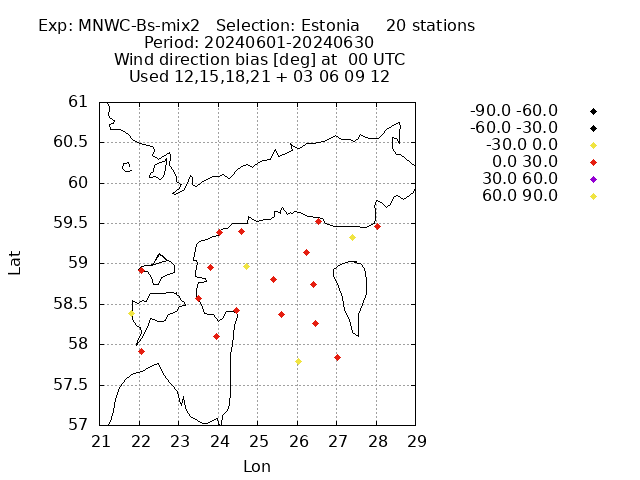 Exp: MNWC-Bs-mix2   Selection: Estonia     20 stations
Period: 20240601-20240630
Wind direction bias [deg] at  00 UTC
Used 12,15,18,21 + 03 06 09 12
-90.0 -60.0
-60.0 -30.0
-30.0 0.0
0.0 30.0
30.0 60.0
60.0 90.0
61
60.5
60
59.5
59
58.5
58
57.5
57
Lat
21 22 23 24 25 26 27 28 29
Lon